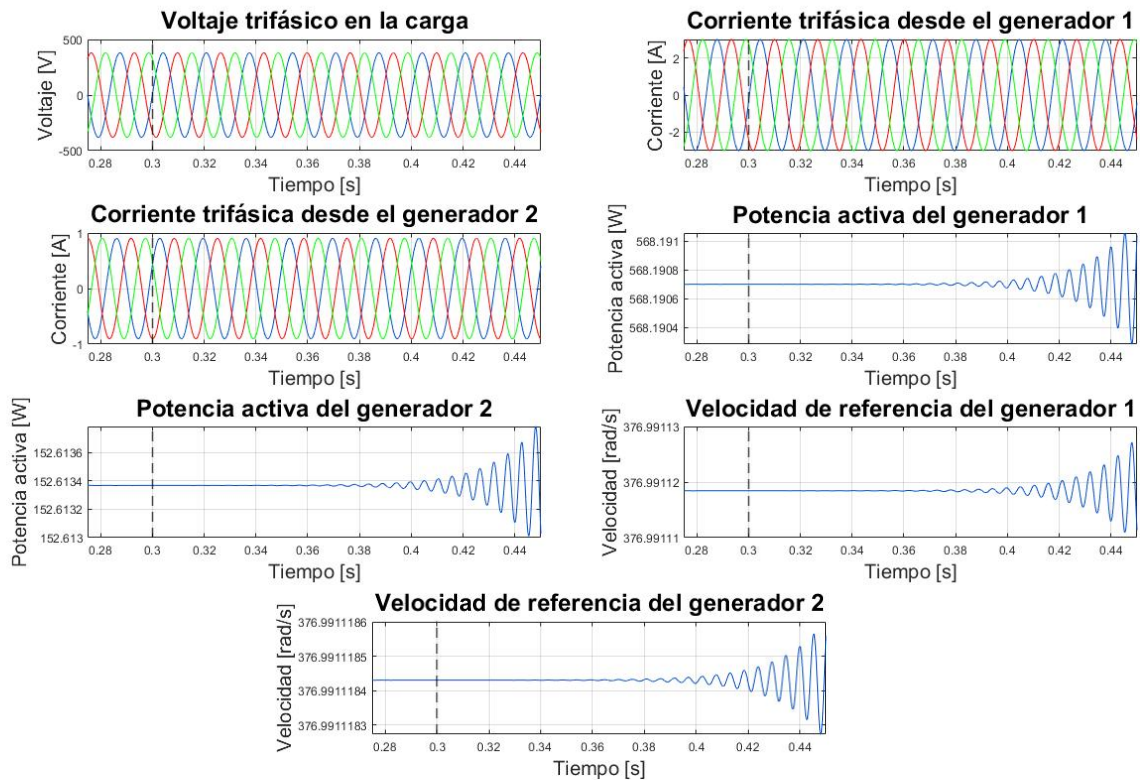 Voltaje trifásico en la carga
Voltaje [V]
500
0
-500
0.28 0.3 0.32 0.34 0.36 0.38 0.4 0.42 0.44
Tiempo [s]
Corriente trifásica desde el generador 1
Corriente [A]
2
0
-2
0.28 0.3 0.32 0.34 0.36 0.38 0.4 0.42 0.44
Tiempo [s]
Corriente trifásica desde el generador 2
Corriente [A]
1
0
-1
0.28 0.3 0.32 0.34 0.36 0.38 0.4 0.42 0.44
Tiempo [s]
Potencia activa del generador 1
Potencia activa [W]
568.191
568.1908
568.1906
568.1904
0.28 0.3 0.32 0.34 0.36 0.38 0.4 0.42 0.44
Tiempo [s]
Potencia activa del generador 2
Potencia activa [W]
152.6136
152.6134
152.6132
152.613
0.28 0.3 0.32 0.34 0.36 0.38 0.4 0.42 0.44
Tiempo [s]
Velocidad de referencia del generador 1
Velocidad [rad/s]
376.99113
376.99112
376.99111
0.28 0.3 0.32 0.34 0.36 0.38 0.4 0.42 0.44
Tiempo [s]
Velocidad de referencia del generador 2
Velocidad [rad/s]
376.9911186
376.9911185
376.9911184
376.9911183
0.28 0.3 0.32 0.34 0.36 0.38 0.4 0.42 0.44
Tiempo [s]